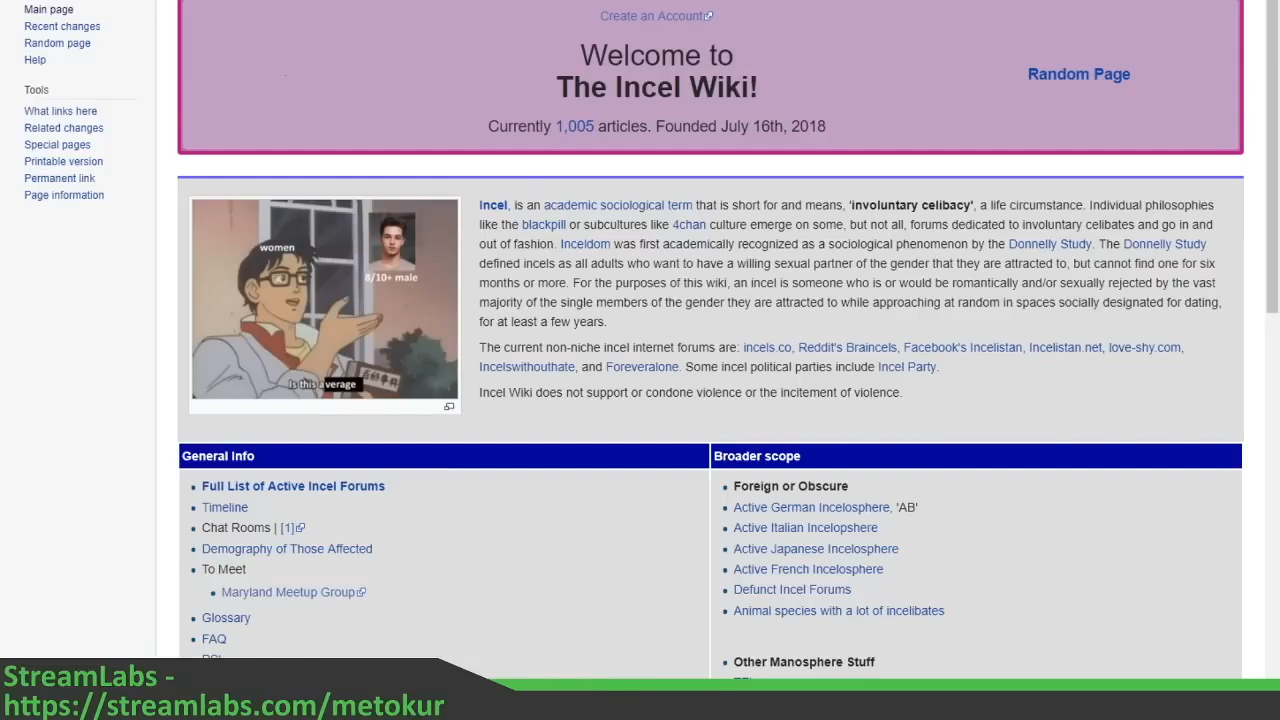 Main page
Recent changes
Random page
Help
Tools
What links here
Related changes
Special pages
Printable version
Permanent link
Page information
Create an Account
Welcome to
The Incel Wiki!
Currently 1,005 articles. Founded July 16th, 2018
Random Page
women
8/10+ male
Is this average
Incel, is an academic sociological term that is short for and means, 'involuntary celibacy', a life circumstance. Individual philosophies
like the blackpill or subcultures like 4chan culture emerge on some, but not all, forums dedicated to involuntary celibates and go in and
out of fashion. Inceldom was first academically recognized as a sociological phenomenon by the Donnelly Study. The Donnelly Study
defined incels as all adults who want to have a willing sexual partner of the gender that they are attracted to, but cannot find one for six
months or more. For the purposes of this wiki, an incel is someone who is or would be romantically and/or sexually rejected by the vast
majority of the single members of the gender they are attracted to while approaching at random in spaces socially designated for dating,
for at least a few years.
The current non-niche incel internet forums are: incels.co, Reddit's Braincels, Facebook's Incelistan, Incelistan.net, love-shy.com,
Incelswithouthate, and Foreveralone. Some incel political parties include Incel Party.
Incel Wiki does not support or condone violence or the incitement of violence.
General Info
Full List of Active Incel Forums
Timeline
Chat Rooms | [1]
Demography of Those Affected
To Meet
Maryland Meetup Group
Glossary
FAQ
Broader scope
Foreign or Obscure
Active German Incelosphere, 'AB'
Active Italian Incelopshere
Active Japanese Incelosphere
Active French Incelosphere
Defunct Incel Forums
Animal species with a lot of incelibates
Other Manosphere Stuff
StreamLabs -
https://streamlabs.com/metokur